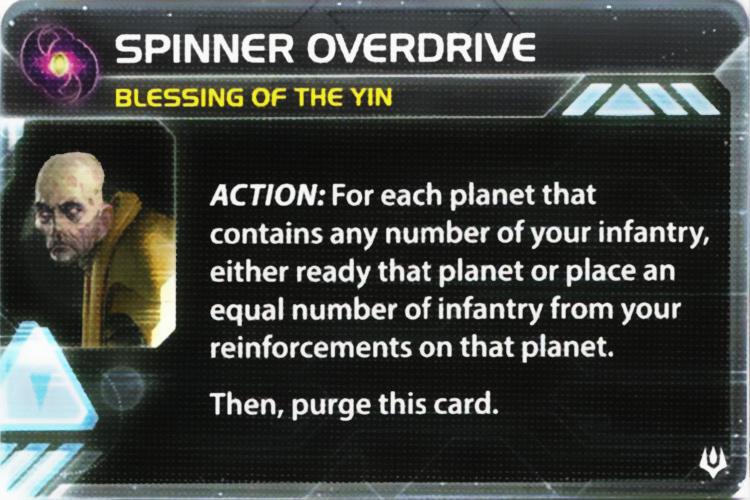 SPINNER OVERDRIVE
BLESSING OF THE YIN
ACTION: For each planet that
contains any number of your infantry,
either ready that planet or place an
equal number of infantry from your
reinforcements on that planet.
Then, purge this card.